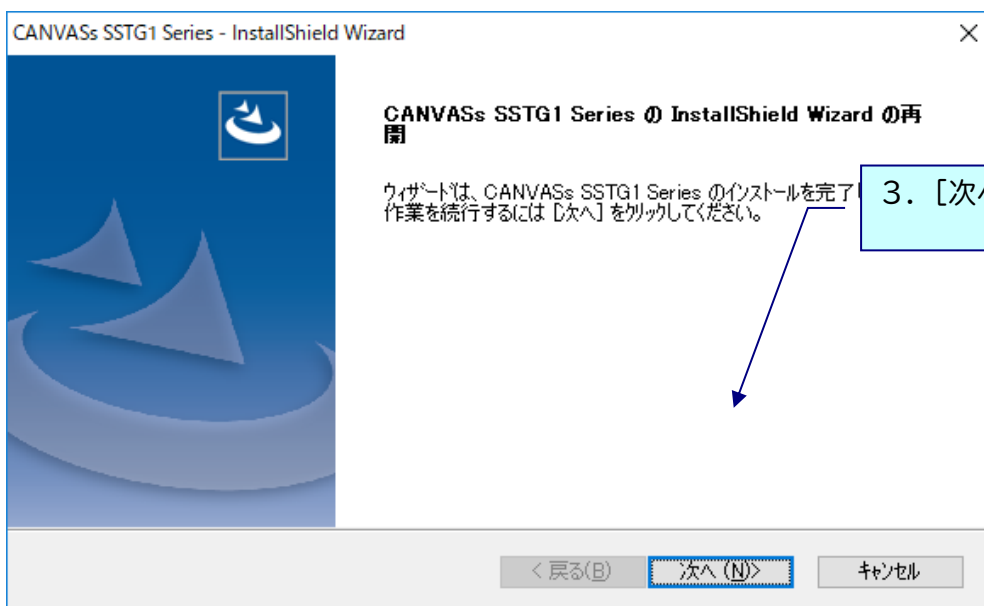 CANVASs SSTG1 Series - InstallShield Wizard
CANVASs SSTG1 Series の InstallShield Wizard の再
開
ウィザードは、CANVASs SSTG1 Series のインストールを完了
作業を続行するには [次へ] をクリックしてください。
3. [次へ
< 戻る(B)
次へ (N)>
キャンセル